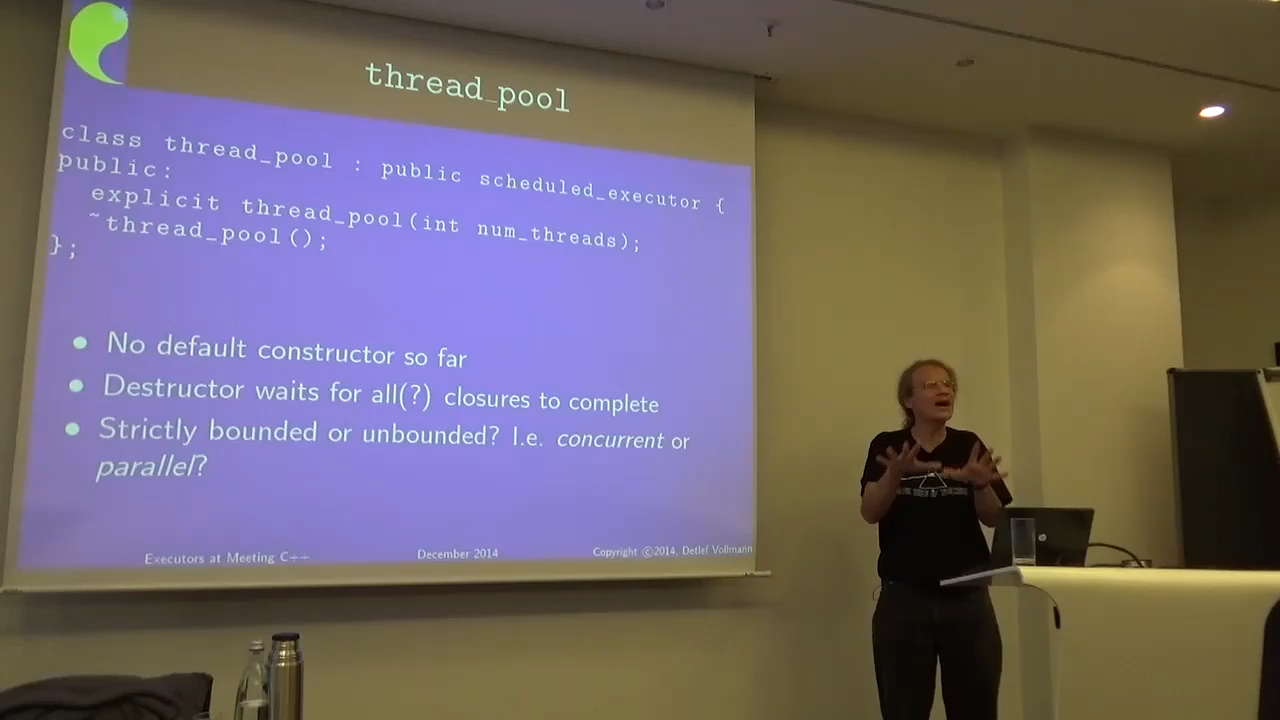 thread_pool
class thread_pool : public scheduled_executor {
public:
explicit thread_pool(int num_threads);
~thread_pool();
};
• No default constructor so far
• Destructor waits for all(?) closures to complete
• Strictly bounded or unbounded? I.e. concurrent or
parallel?
Executors at Meeting C++ December 2014 Copyright ©2014, Detlef Vollmann
hp